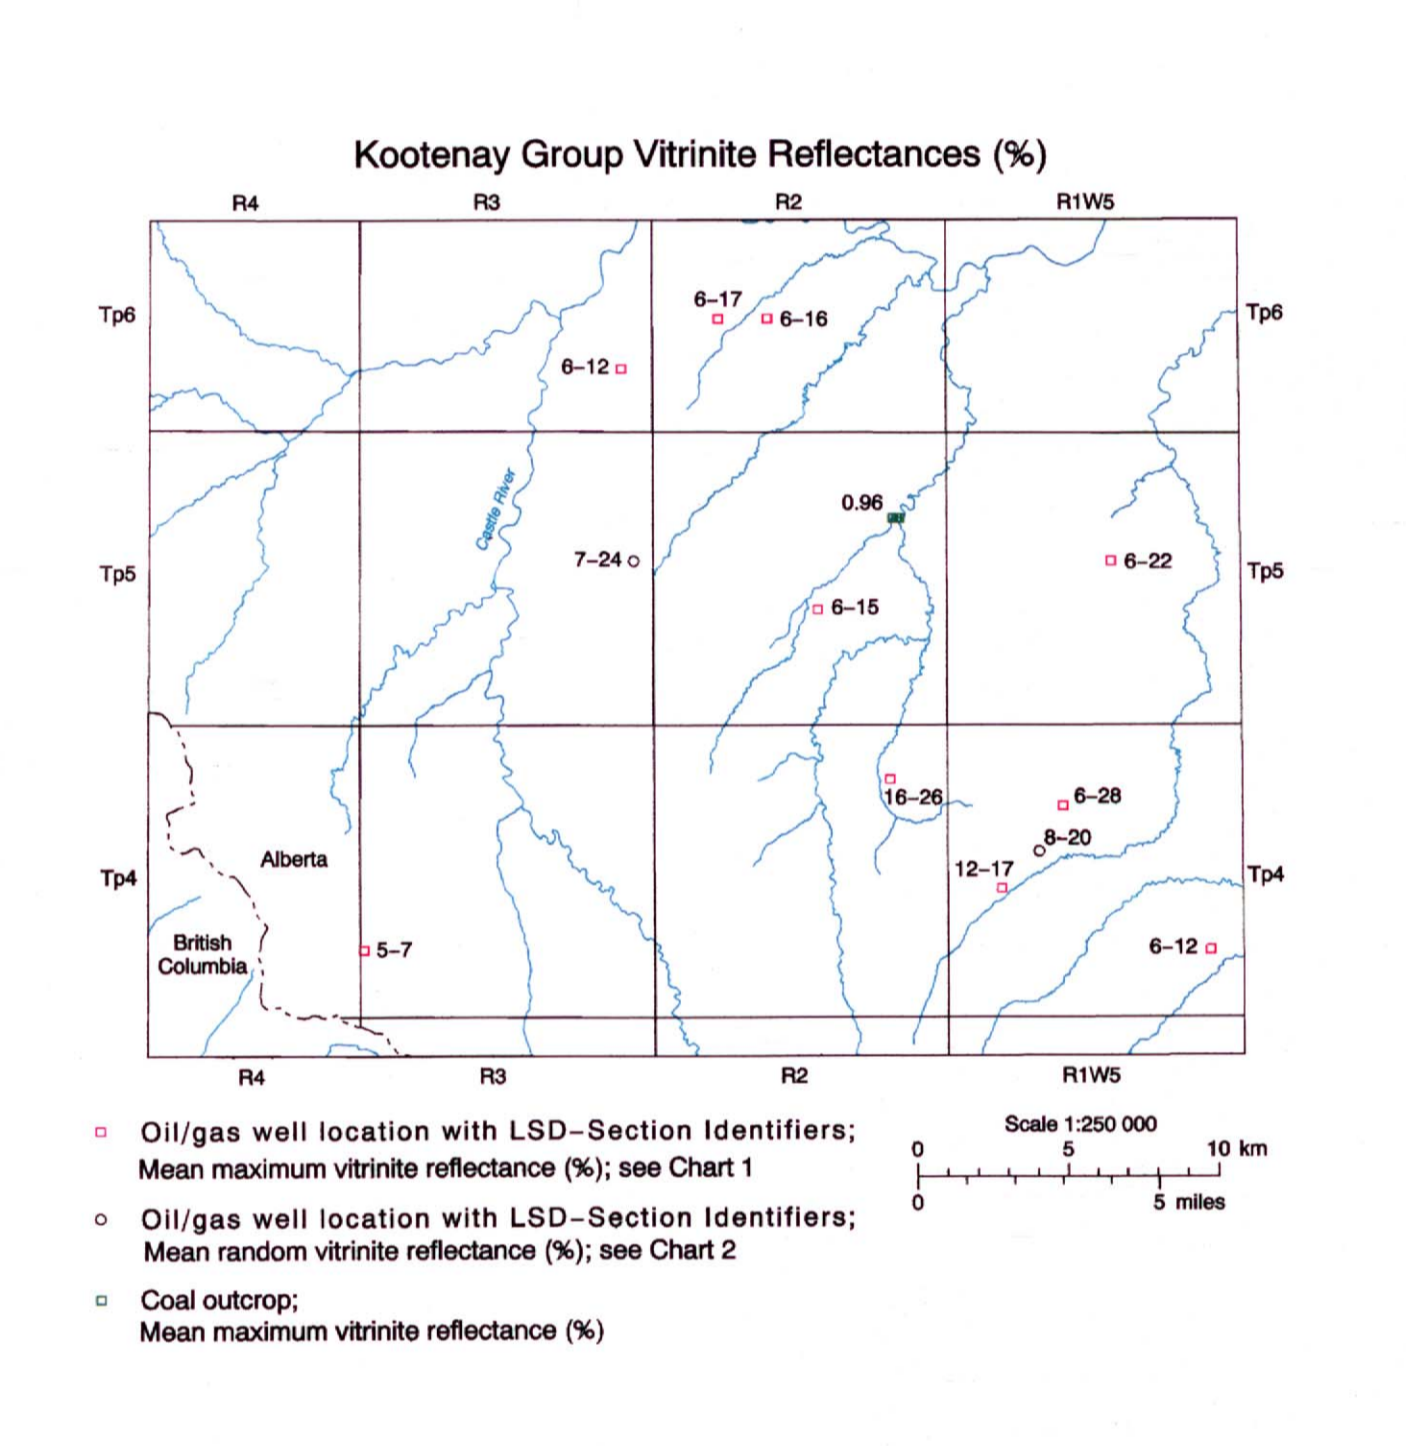 Kootenay Group Vitrinite Reflectances (%)
R4 R3 R2 R1W5
6–17
Tp6 6–16 Tp6
6–12
Castle River
0.96
7–24 6–22
Tp5 Tp5
6–15
16–26 6–28
8–20
Alberta
12–17
Tp4 Tp4
British
Columbia
5–7 6–12
R4 R3 R2 R1W5
Oil/gas well location with LSD–Section Identifiers;
Mean maximum vitrinite reflectance (%); see Chart 1
Oil/gas well location with LSD–Section Identifiers;
Mean random vitrinite reflectance (%); see Chart 2
Coal outcrop;
Mean maximum vitrinite reflectance (%)
Scale 1:250 000
0 5 10 km
0 5 miles